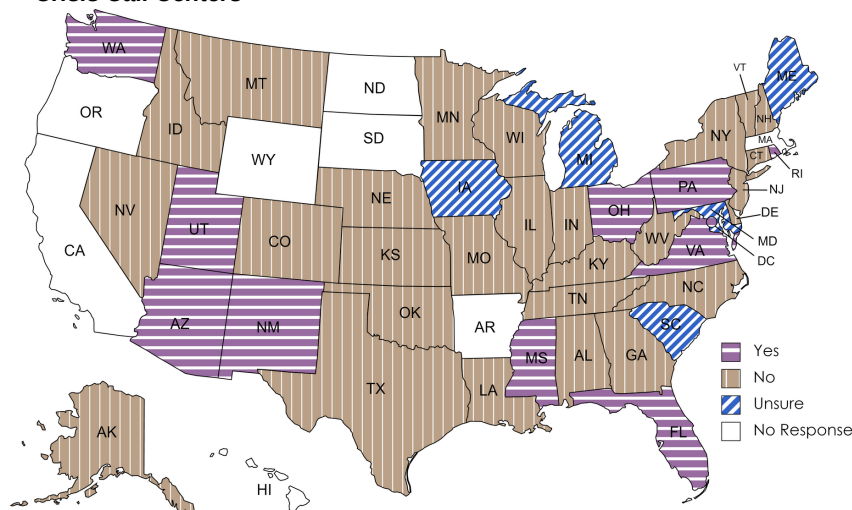 Crisis Call Centers
WA
MT
ND
MN
VT
ME
OR
ID
SD
WI
NY
NH
MA
WY
MI
CT
RI
NV
UT
NE
IA
PA
NJ
CO
IL
IN
OH
DE
CA
KS
MO
WV
MD
KY
VA
DC
AZ
NM
OK
TN
NC
AR
SC
MS
AL
GA
TX
LA
FL
AK
HI
Yes
No
Unsure
No Response